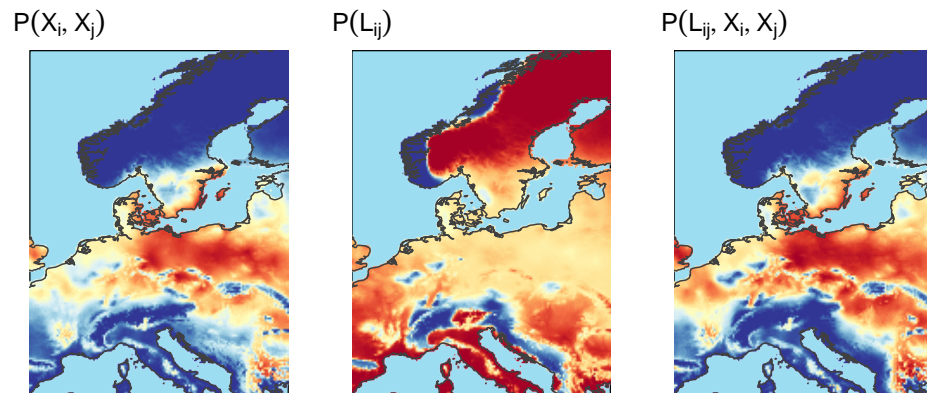 P(Xᵢ, Xⱼ)
P(Lᵢⱼ)
P(Lᵢⱼ, Xᵢ, Xⱼ)